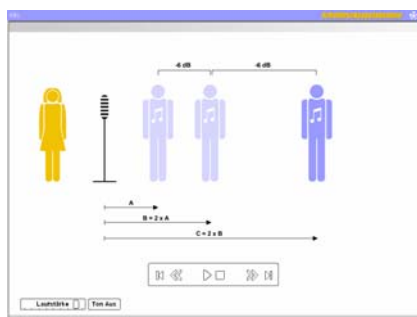 -6 dB
-6 dB
A
B = 2 x A
C = 2 x B
Lautstärke
Ton Aus